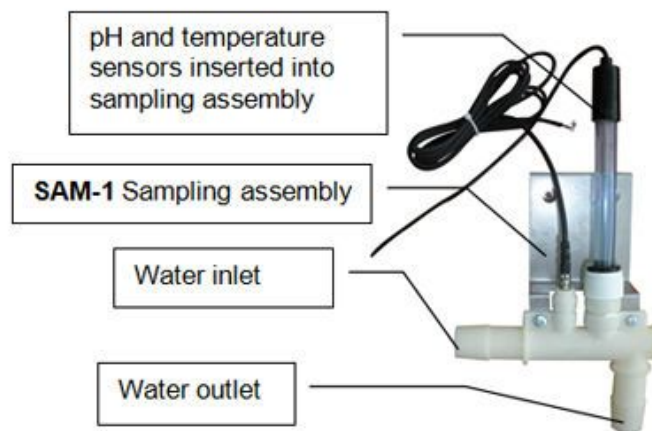 pH and temperature
sensors inserted into
sampling assembly
SAM-1 Sampling assembly
Water inlet
Water outlet